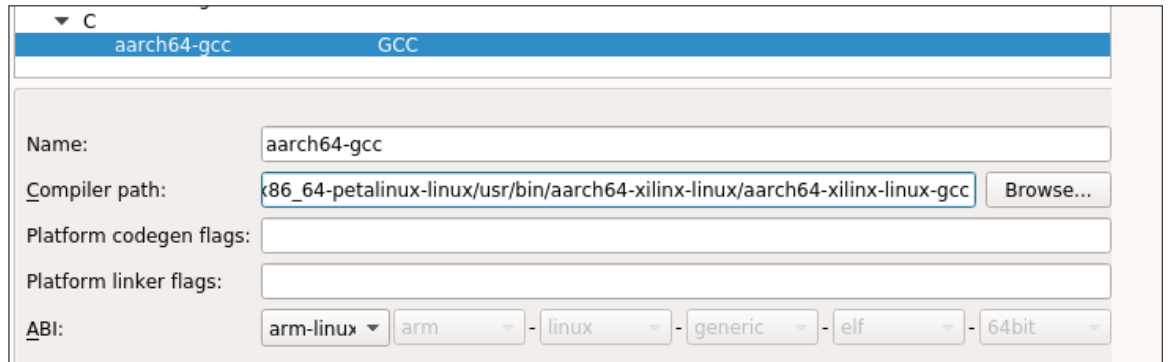 C
aarch64-gcc GCC
Name: aarch64-gcc
Compiler path: x86_64-petalinux-linux/usr/bin/aarch64-xilinx-linux/aarch64-xilinx-linux-gcc Browse...
Platform codegen flags:
Platform linker flags:
ABI: arm-linux arm - linux - generic - elf - 64bit